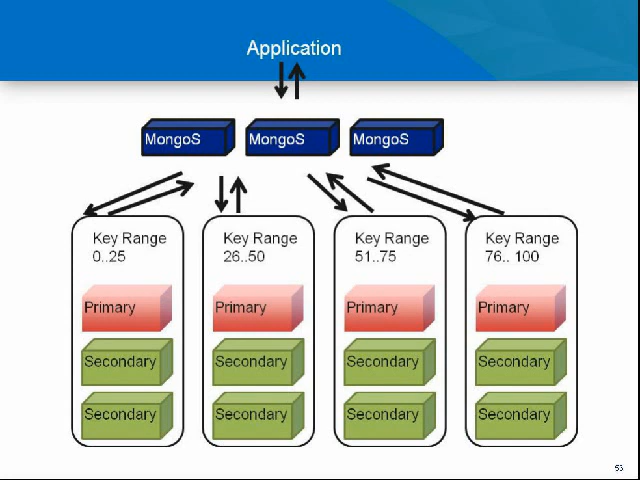 Application
MongoS MongoS MongoS
Key Range Key Range Key Range Key Range
0..25 26..50 51..75 76.. 100
Primary Primary Primary Primary
Secondary Secondary Secondary Secondary
Secondary Secondary Secondary Secondary
53